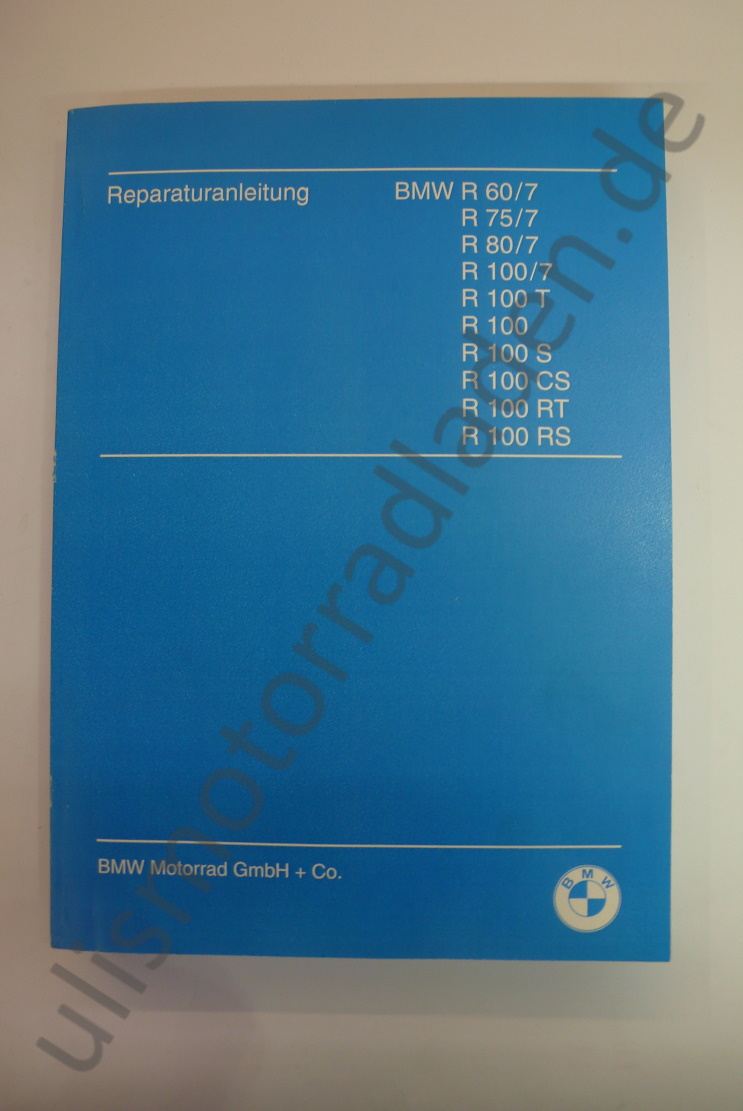 Reparaturanleitung
BMW R 60/7
R 75/7
R 80/7
R 100/7
R 100 T
R 100
R 100 S
R 100 CS
R 100 RT
R 100 RS
BMW Motorrad GmbH + Co.
BMW
ulismotorradladen.de